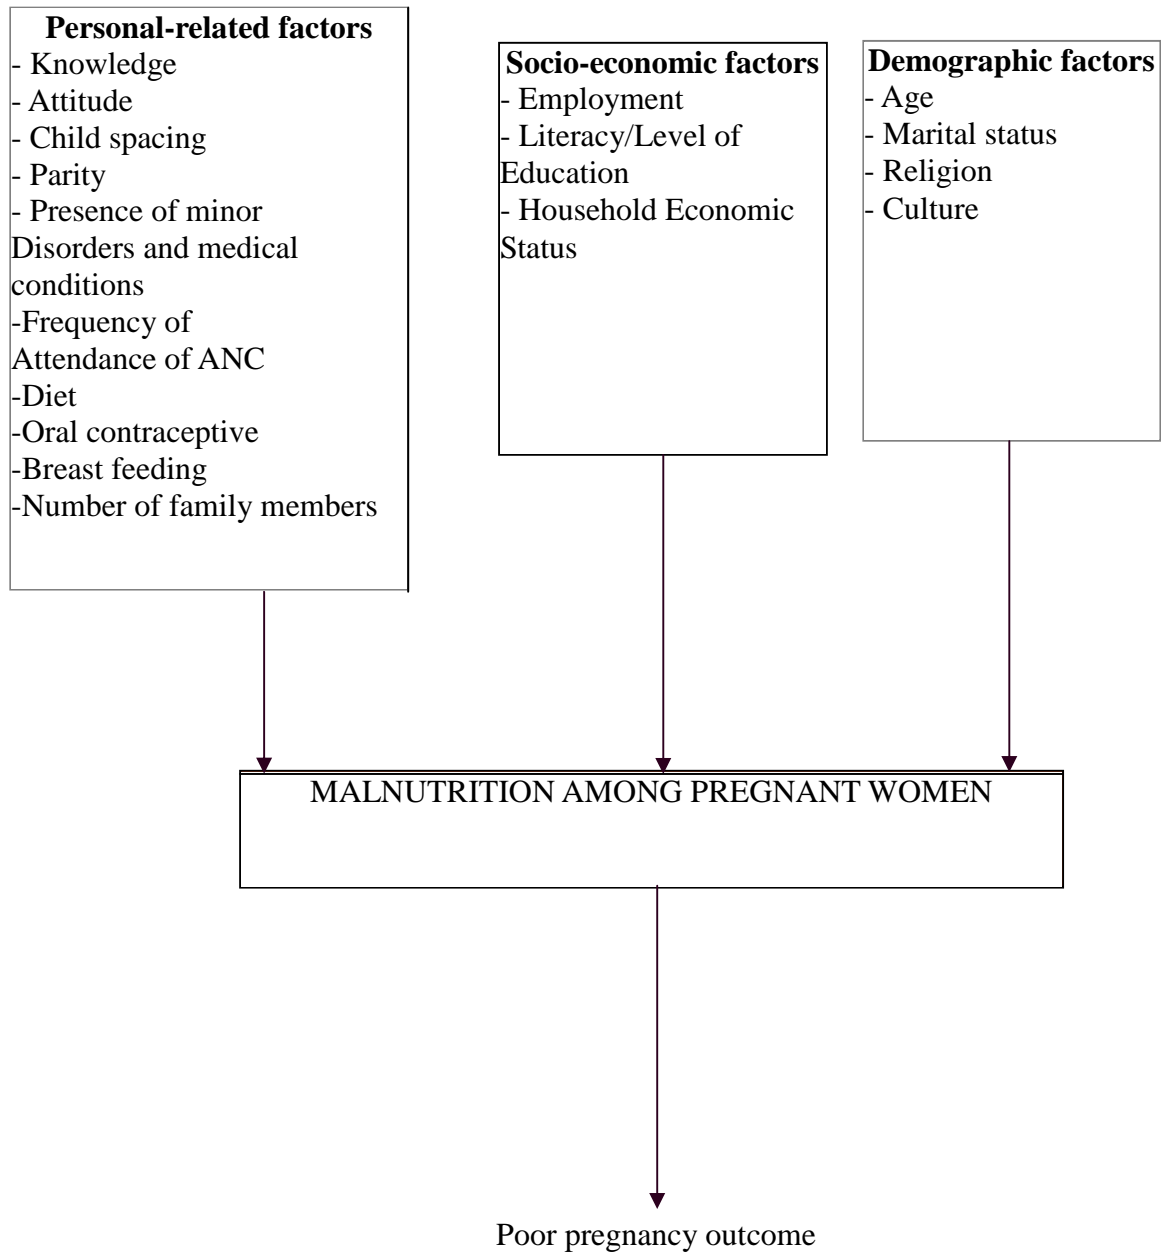 Personal-related factors
- Knowledge
- Attitude
- Child spacing
- Parity
- Presence of minor
Disorders and medical
conditions
-Frequency of
Attendance of ANC
-Diet
-Oral contraceptive
-Breast feeding
-Number of family members
Socio-economic factors
- Employment
- Literacy/Level of
Education
- Household Economic
Status
Demographic factors
- Age
- Marital status
- Religion
- Culture
MALNUTRITION AMONG PREGNANT WOMEN
Poor pregnancy outcome